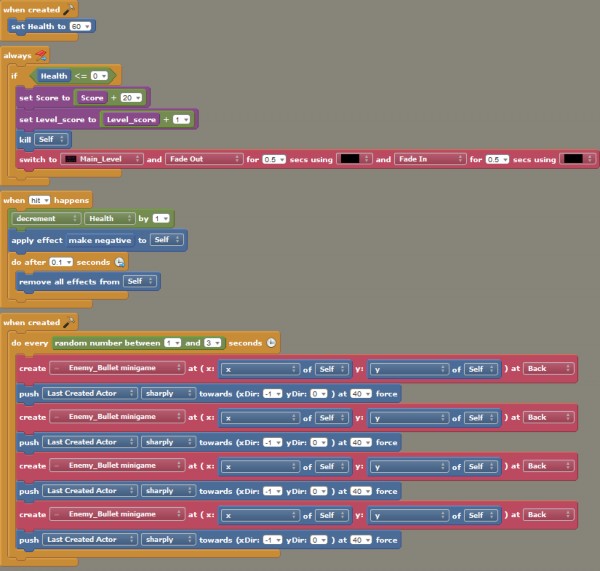 when created
set Health to 60
always
if Health <= 0
set Score to Score + 20
set Level_score to Level_score + 1
kill Self
switch to Main_Level and Fade Out for 0.5 secs using and Fade In for 0.5 secs using
when hit happens
decrement Health by 1
apply effect make negative to Self
do after 0.1 seconds
remove all effects from Self
when created
do every random number between 1 and 3 seconds
create Enemy_Bullet minigame at ( x: x of Self y: y of Self ) at Back
push Last Created Actor sharply towards (xDir: -1 yDir: 0 ) at 40 force
create Enemy_Bullet minigame at ( x: x of Self y: y of Self ) at Back
push Last Created Actor sharply towards (xDir: -1 yDir: 0 ) at 40 force
create Enemy_Bullet minigame at ( x: x of Self y: y of Self ) at Back
push Last Created Actor sharply towards (xDir: -1 yDir: 0 ) at 40 force
create Enemy_Bullet minigame at ( x: x of Self y: y of Self ) at Back
push Last Created Actor sharply towards (xDir: -1 yDir: 0 ) at 40 force